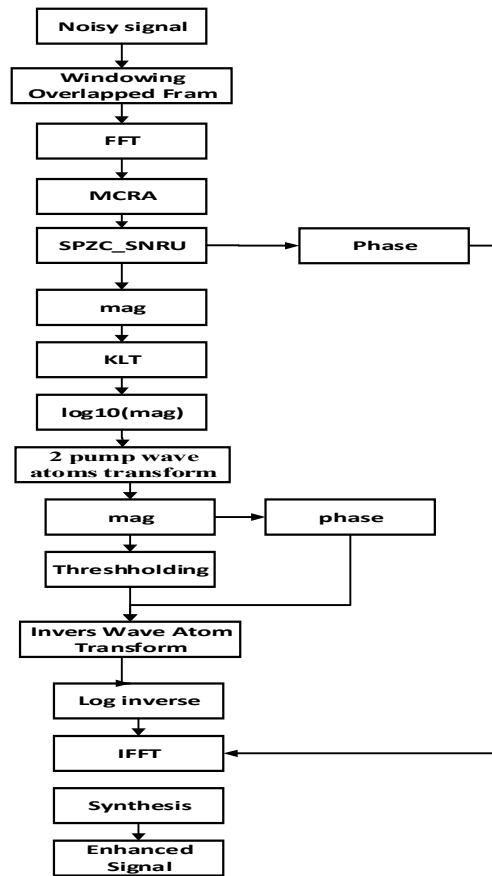 Noisy signal
Windowing
Overlapped Fram
FFT
MCRA
SPZC_SNRU
Phase
mag
KLT
log10(mag)
2 pump wave
atoms transform
mag
phase
Threshholding
Invers Wave Atom
Transform
Log inverse
IFFT
Synthesis
Enhanced
Signal